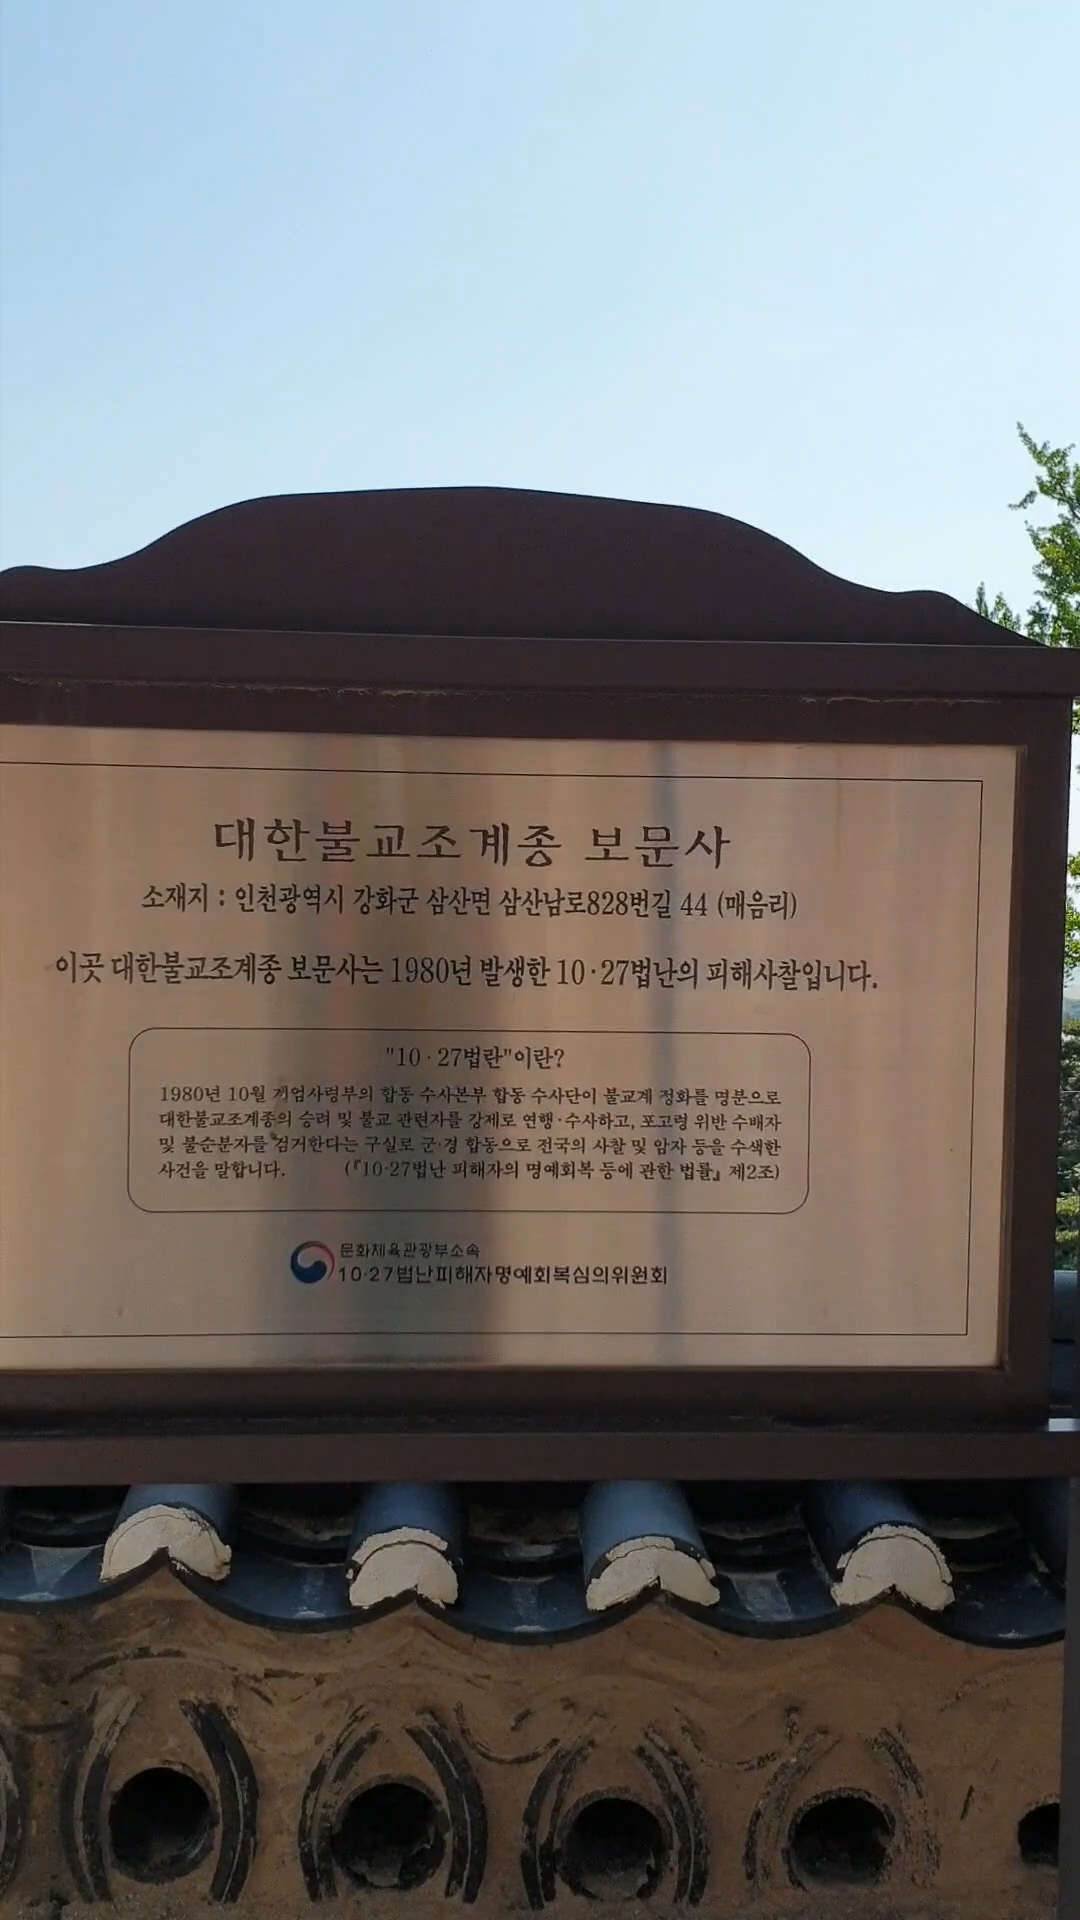 대한불교조계종 보문사
소재지 : 인천광역시 강화군 삼산면 삼산남로828번길 44 (매음리)
이곳 대한불교조계종 보문사는 1980년 발생한 10·27법난의 피해사찰입니다.
"10·27법란"이란?
1980년 10월 계엄사령부의 합동 수사본부 합동 수사단이 불교계 정화를 명분으로
대한불교조계종의 승려 및 불교 관련자를 강제로 연행·수사하고, 포고령 위반 수배자
및 불순분자를 검거한다는 구실로 군·경 합동으로 전국의 사찰 및 암자 등을 수색한
사건을 말합니다. (『10·27법난 피해자의 명예회복 등에 관한 법률』 제2조)
문화체육관광부소속
10·27법난피해자명예회복심의위원회